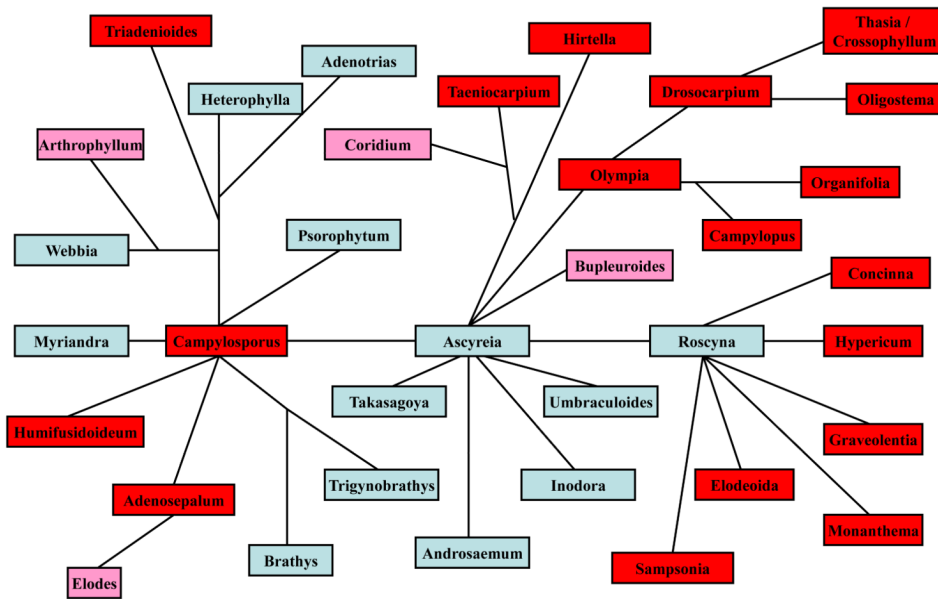 Thasia /
Crossophyllum
Triadenioides
Hirtella
Adenotrias
Heterophylla
Taeniocarpium
Drosocarpium
Oligostema
Arthrophyllum
Coridium
Olympia
Organifolia
Psorophytum
Campylopus
Webbia
Bupleuroides
Concinna
Myriandra
Campylosporus
Ascyreia
Roscyna
Hypericum
Takasagoya
Umbraculoides
Humifusidoideum
Graveolentia
Trigynobrathys
Inodora
Elodeoida
Adenosepalum
Monanthema
Androsaemum
Brathys
Sampsonia
Elodes